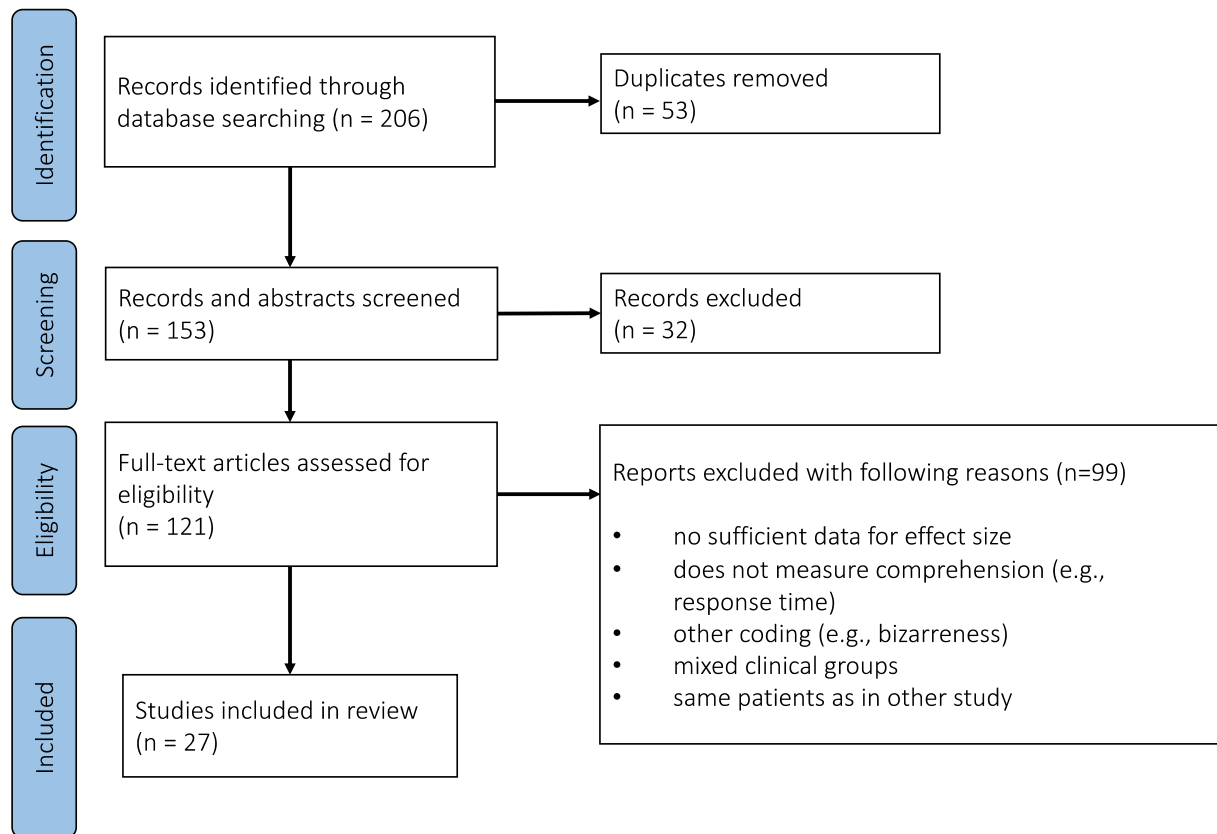 Identification
Records identified through
database searching (n = 206)
Duplicates removed
(n = 53)
Screening
Records and abstracts screened
(n = 153)
Records excluded
(n = 32)
Eligibility
Full-text articles assessed for
eligibility
(n = 121)
Reports excluded with following reasons (n=99)
• no sufficient data for effect size
• does not measure comprehension (e.g.,
response time)
• other coding (e.g., bizarreness)
• mixed clinical groups
• same patients as in other study
Included
Studies included in review
(n = 27)